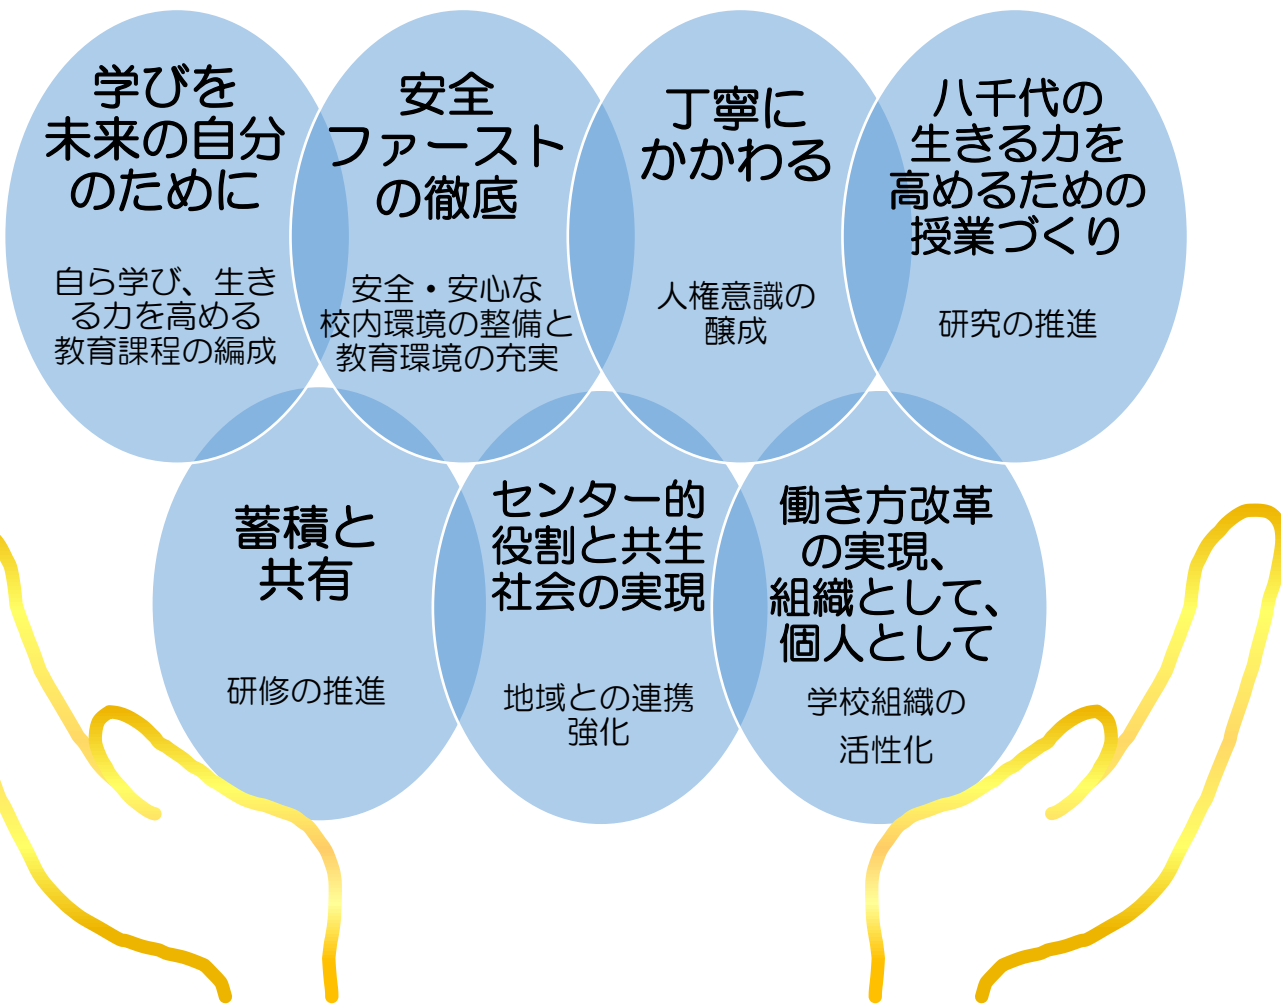 学びを
未来の自分
のために
自ら学び、生き
る力を高める
教育課程の編成
安全
ファースト
の徹底
安全・安心な
校内環境の整備と
教育環境の充実
丁寧に
かかわる
人権意識の
醸成
八千代の
生きる力を
高めるための
授業づくり
研究の推進
蓄積と
共有
研修の推進
センター的
役割と共生
社会の実現
地域との連携
強化
働き方改革
の実現、
組織として、
個人として
学校組織の
活性化